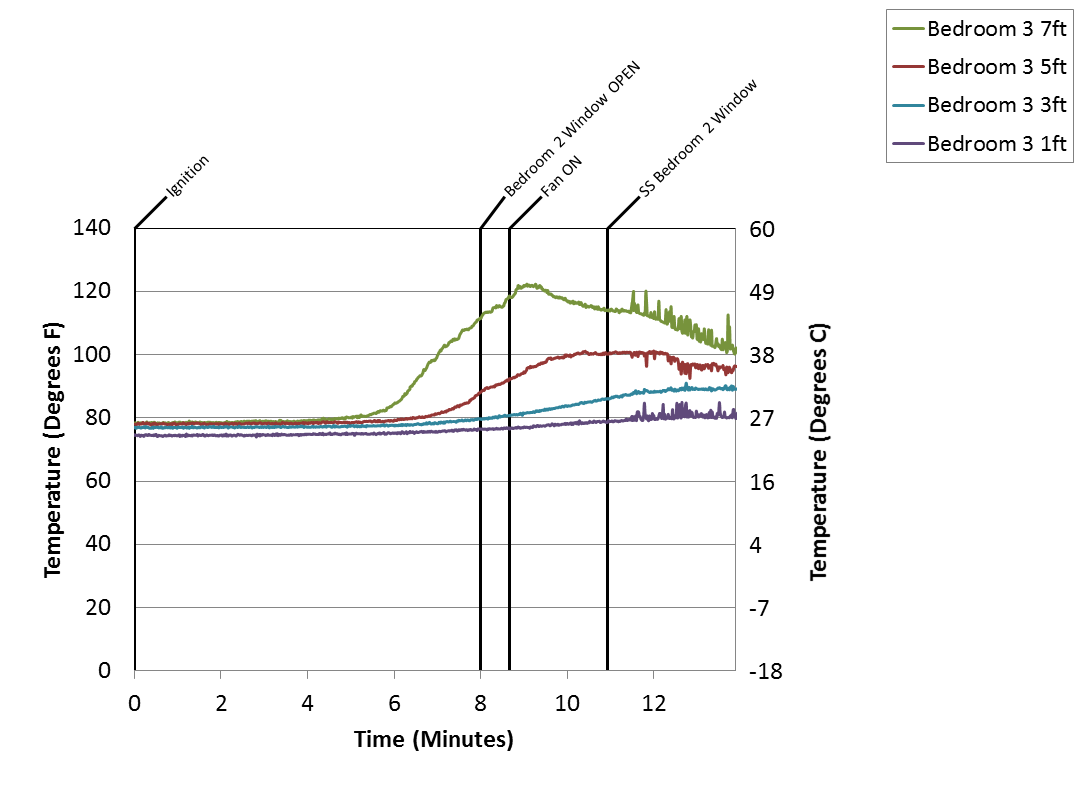 Bedroom 3 7ft
Bedroom 3 5ft
Bedroom 3 3ft
Bedroom 3 1ft
Ignition
Bedroom 2 Window OPEN
Fan ON
SS Bedroom 2 Window
Temperature (Degrees F)
140
120
100
80
60
40
20
0
60
49
38
27
16
4
-7
-18
Temperature (Degrees C)
0 2 4 6 8 10 12
Time (Minutes)